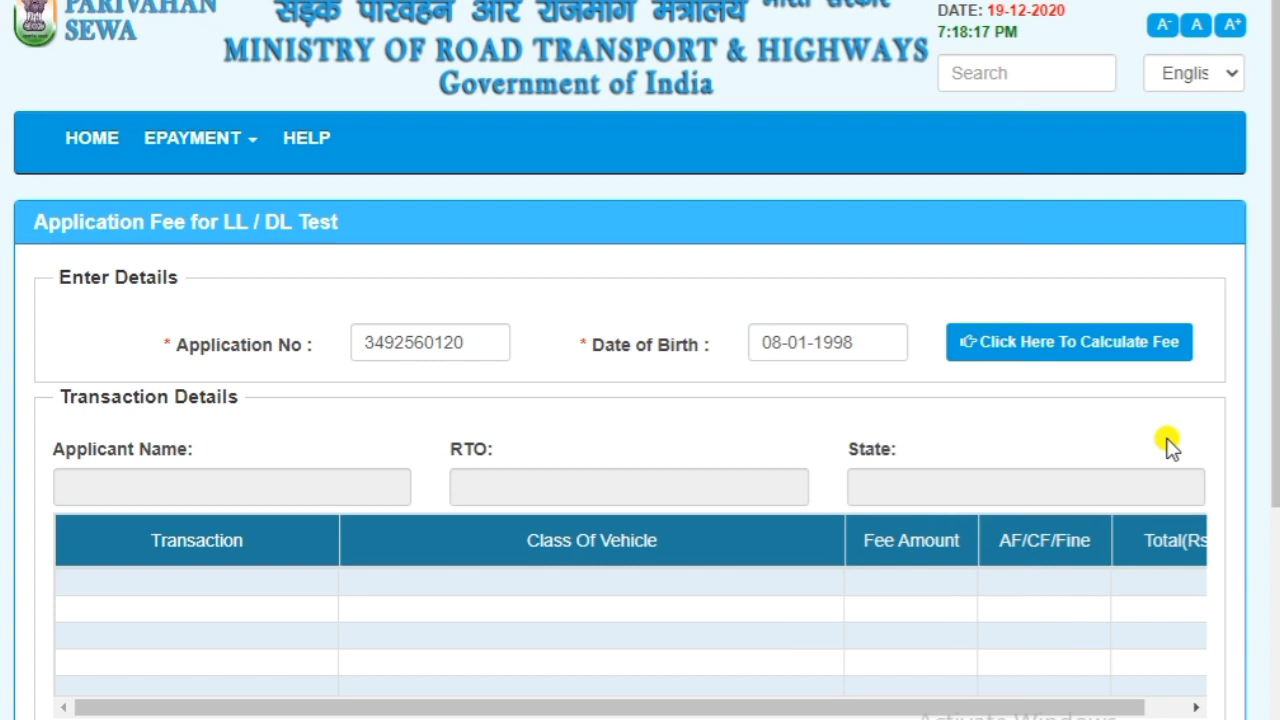 PARIVAHAN
SEWA
सड़क परिवहन और राजमार्ग मंत्रालय
MINISTRY OF ROAD TRANSPORT & HIGHWAYS
Government of India
DATE: 19-12-2020
7:18:17 PM
A-
A
A+
Search
Englis
HOME
EPAYMENT
HELP
Application Fee for LL / DL Test
Enter Details
* Application No :
3492560120
* Date of Birth :
08-01-1998
Click Here To Calculate Fee
Transaction Details
Applicant Name:
RTO:
State:
Transaction
Class Of Vehicle
Fee Amount
AF/CF/Fine
Total(Rs